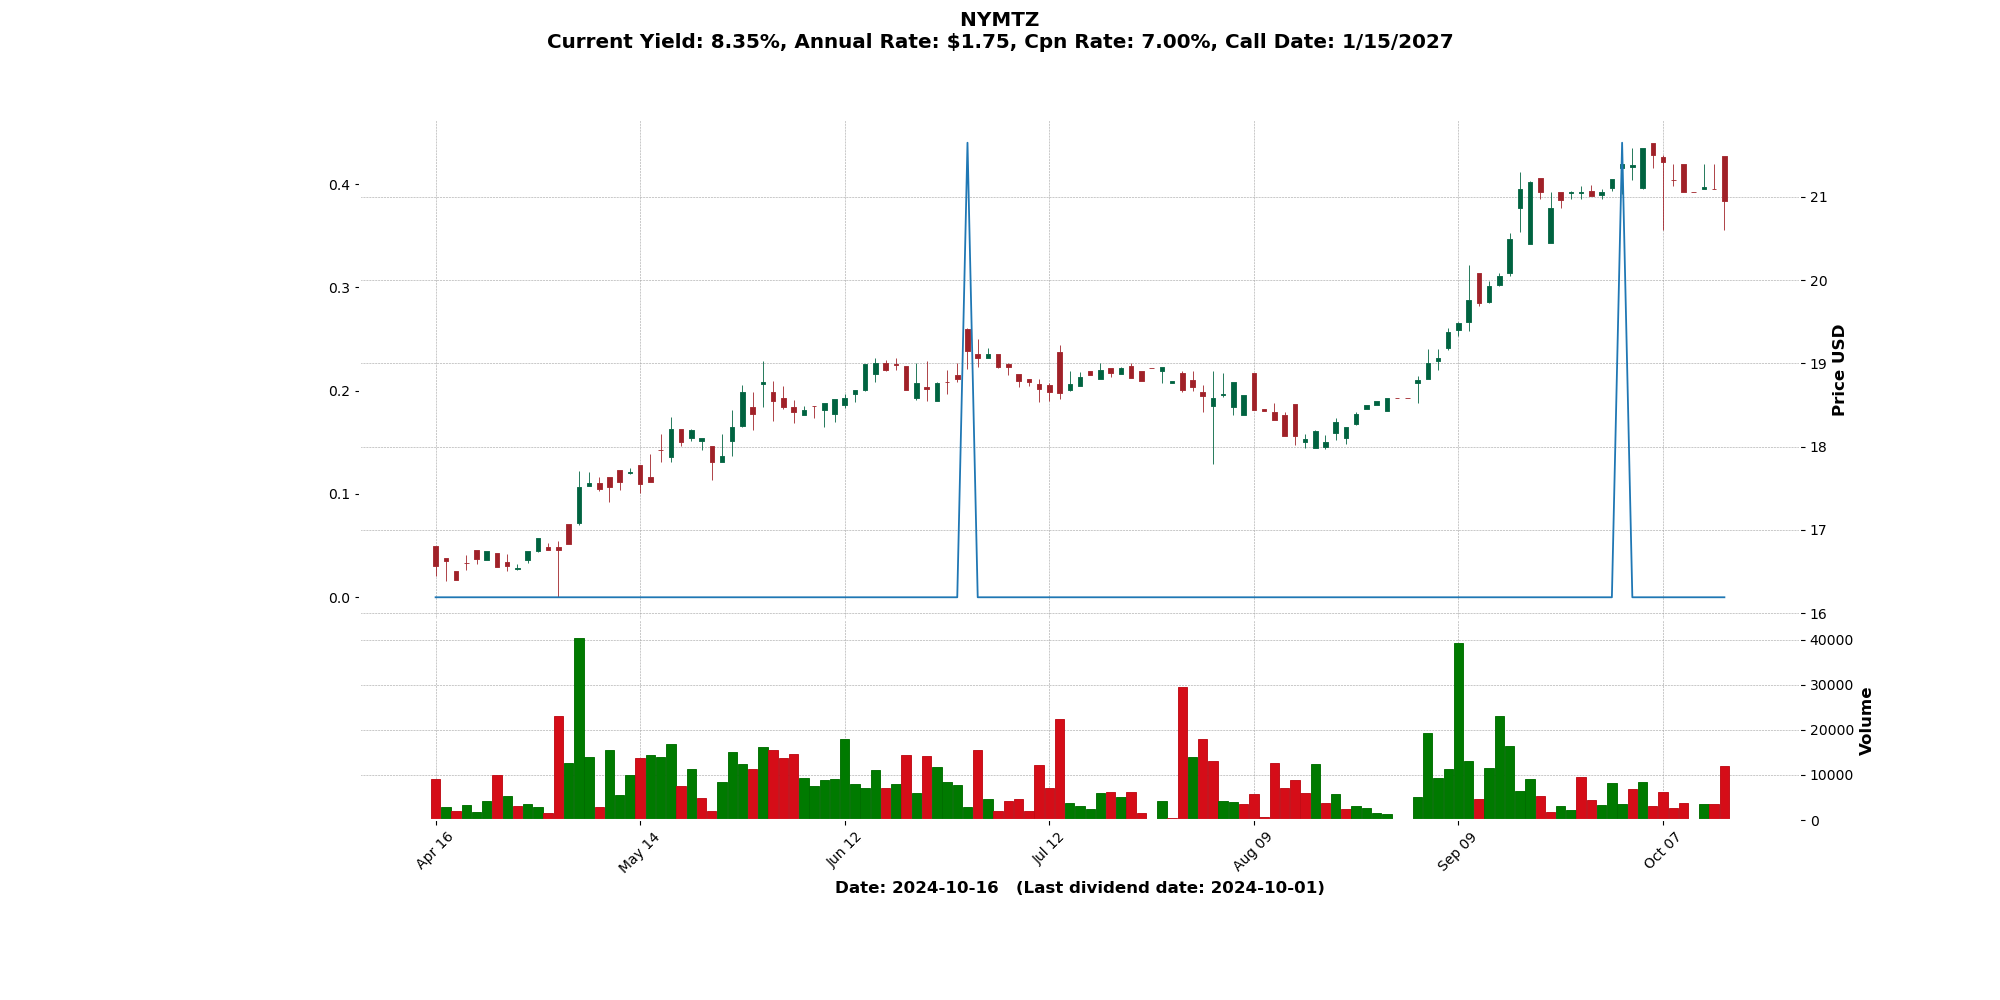 NYMTZ
Current Yield: 8.35%, Annual Rate: $1.75, Cpn Rate: 7.00%, Call Date: 1/15/2027
0.4
0.3
0.2
0.1
0.0
21
20
19
18
17
16
Price USD
40000
30000
20000
10000
0
Volume
Apr 16
May 14
Jun 12
Jul 12
Aug 09
Sep 09
Oct 07
Date: 2024-10-16   (Last dividend date: 2024-10-01)